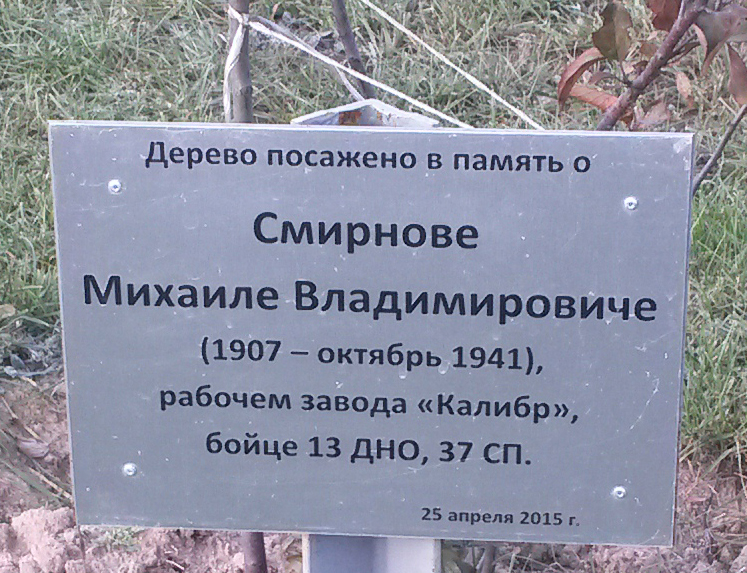 Дерево посажено в память о
Смирнове
Михаиле Владимировиче
(1907 – октябрь 1941),
рабочем завода «Калибр»,
бойце 13 ДНО, 37 СП.
25 апреля 2015 г.